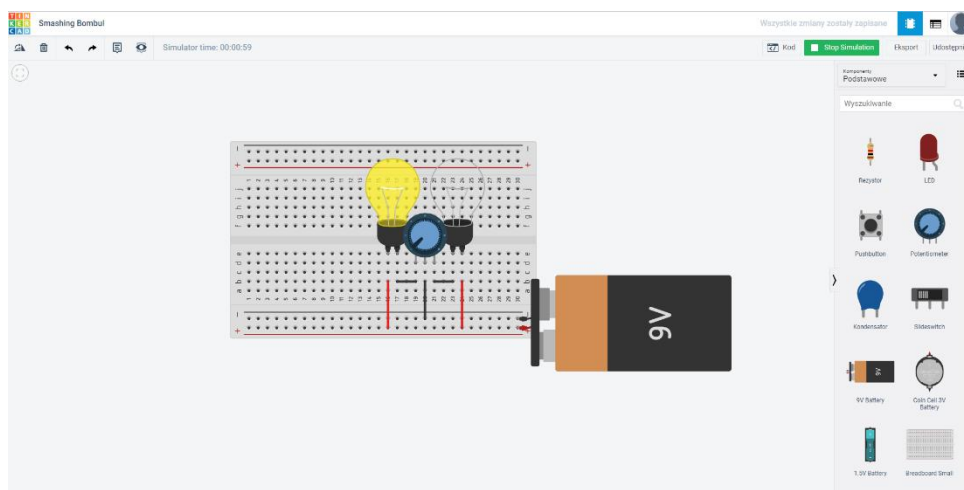 TIN
KER
CAD
Smashing Bombul
Wszystkie zmiany zostały zapisane
Simulator time: 00:00:59
Kod
Stop Simulation
Eksport
Udostępni
Komponenty
Podstawowe
Wyszukiwanie
Rezystor
LED
Pushbutton
Potentiometer
Kondensator
Slideswitch
9V Battery
Coin Cell 3V
Battery
1.5V Battery
Breadboard Small
9V